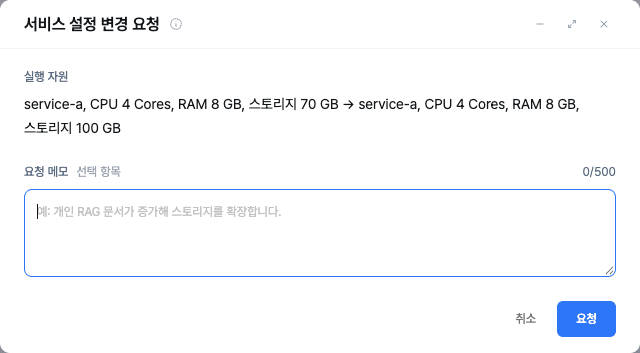 서비스 설정 변경 요청
실행 자원
service-a, CPU 4 Cores, RAM 8 GB, 스토리지 70 GB → service-a, CPU 4 Cores, RAM 8 GB,
스토리지 100 GB
요청 메모 선택 항목 0/500
예: 개인 RAG 문서가 증가해 스토리지를 확장합니다.
취소 요청